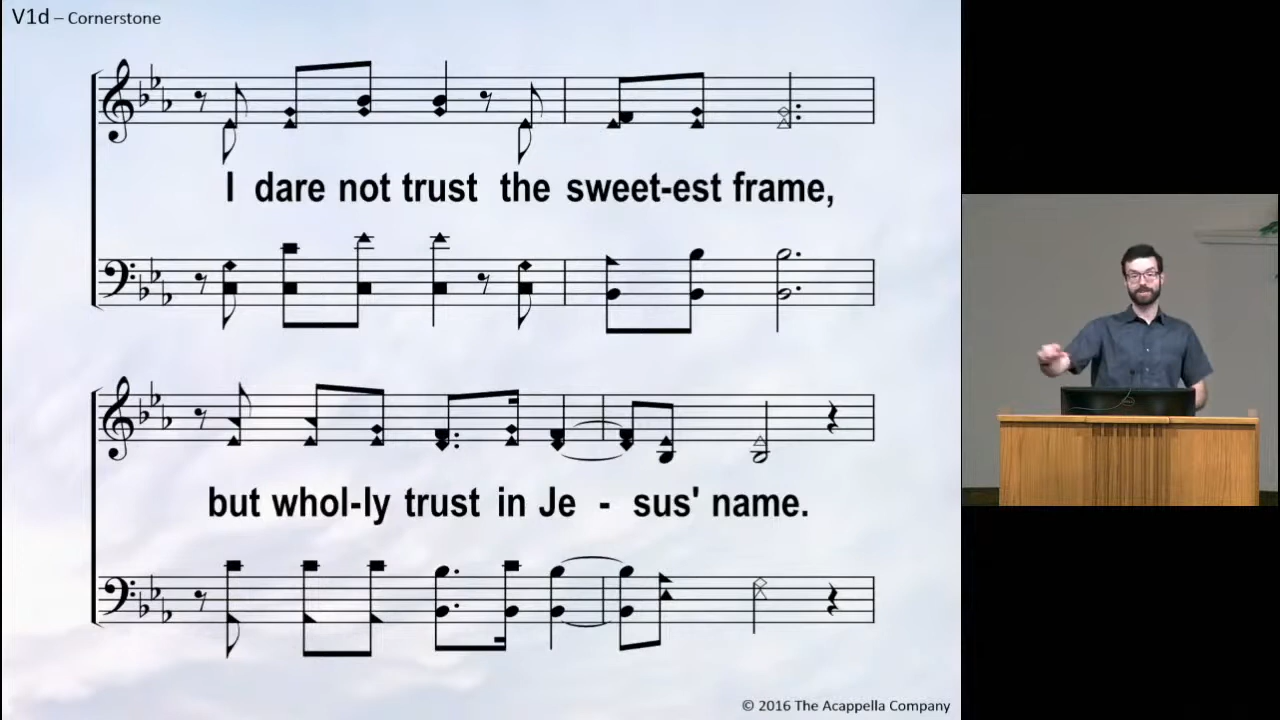 V1d – Cornerstone
I dare not trust the sweet-est frame,
but whol-ly trust in Je - sus' name.
© 2016 The Acappella Company